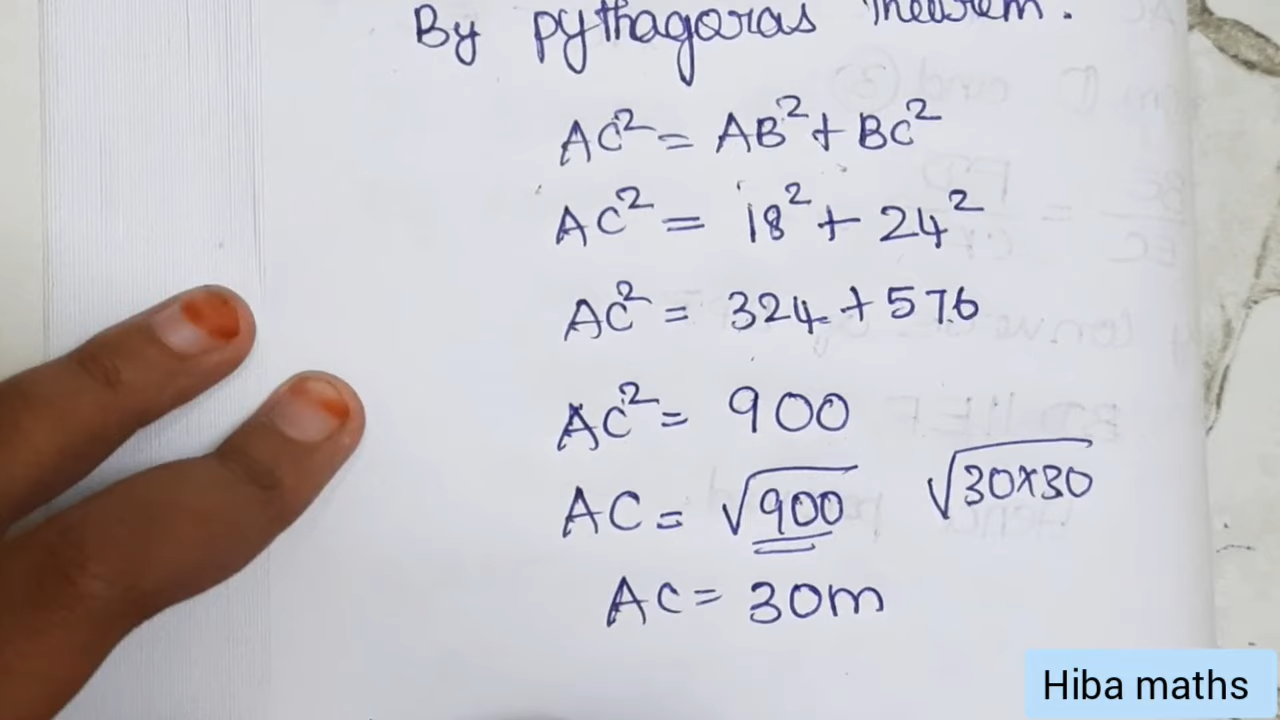 By pythagoras Theorem.
AC² = AB² + BC²
AC² = 18² + 24²
AC² = 324 + 576
AC² = 900
AC = √900 √30×30
AC = 30m
Hiba maths